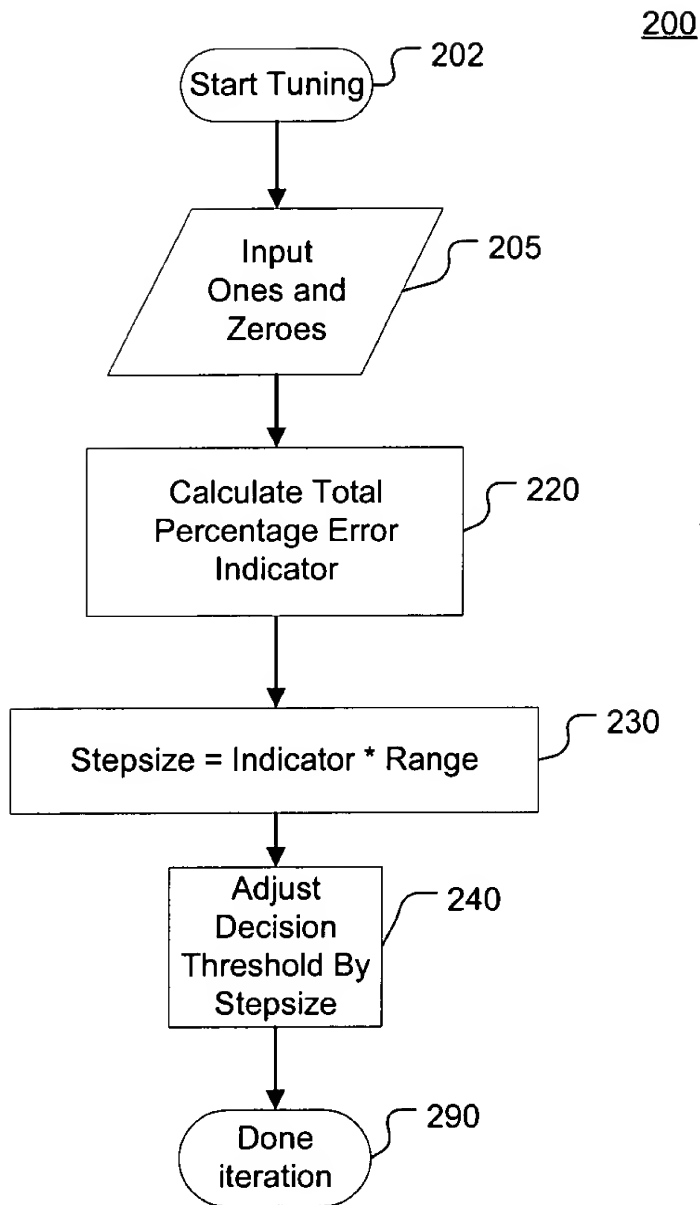 200
Start Tuning
202
Input
Ones and
Zeroes
205
Calculate Total
Percentage Error
Indicator
220
Stepsize = Indicator * Range
230
Adjust
Decision
Threshold By
Stepsize
240
Done
iteration
290